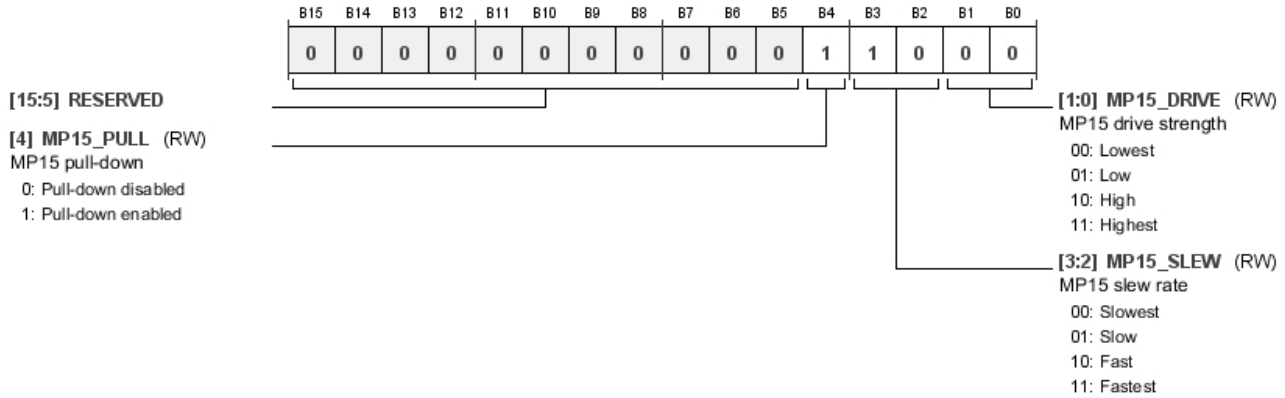 B15 B14 B13 B12 B11 B10 B9 B8 B7 B6 B5 B4 B3 B2 B1 B0
0 0 0 0 0 0 0 0 0 0 0 1 1 0 0 0
[15:5] RESERVED
[4] MP15_PULL (RW)
MP15 pull-down
0: Pull-down disabled
1: Pull-down enabled
[1:0] MP15_DRIVE (RW)
MP15 drive strength
00: Lowest
01: Low
10: High
11: Highest
[3:2] MP15_SLEW (RW)
MP15 slew rate
00: Slowest
01: Slow
10: Fast
11: Fastest